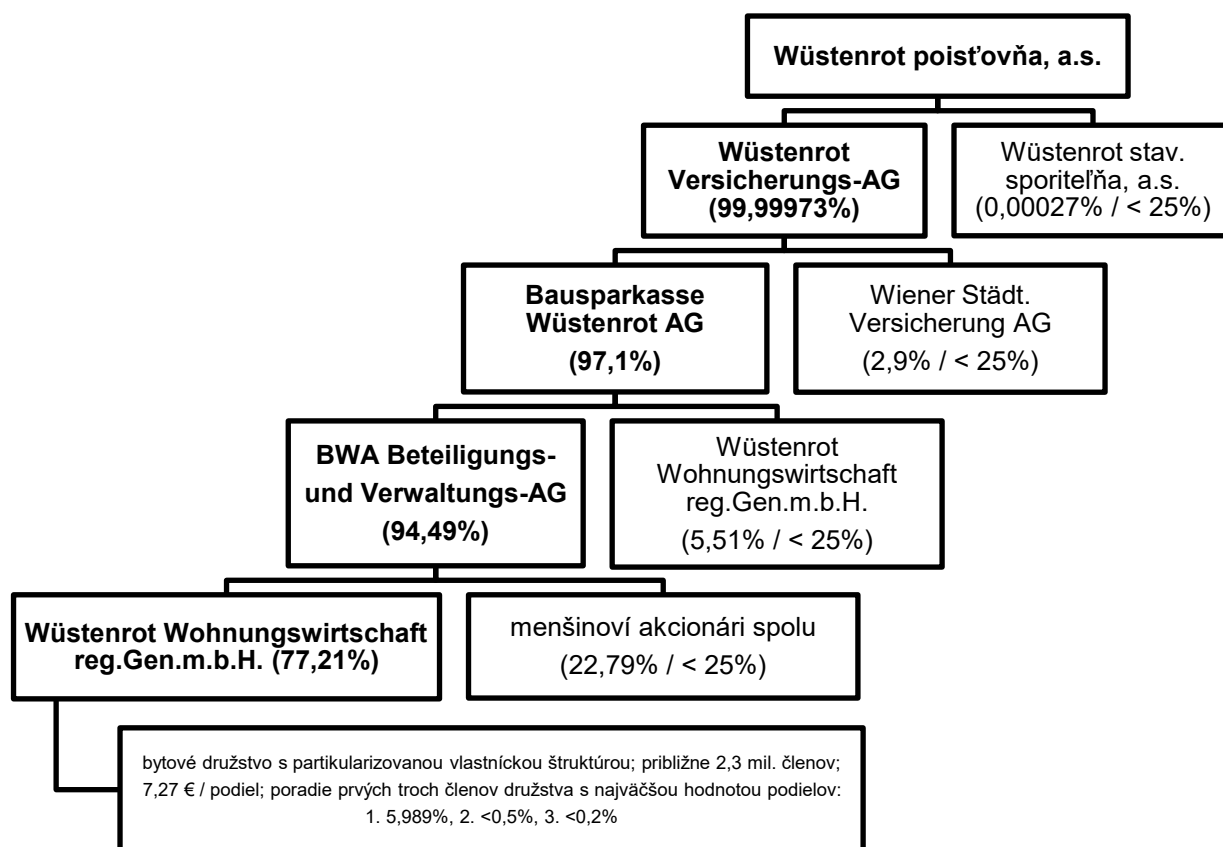 Wüstenrot poisťovňa, a.s.
Wüstenrot
Versicherungs-AG
(99,99973%)
Wüstenrot stav.
sporiteľňa, a.s.
(0,00027% / < 25%)
Bausparkasse
Wüstenrot AG
(97,1%)
Wiener Städt.
Versicherung AG
(2,9% / < 25%)
BWA Beteiligungs-
und Verwaltungs-AG
(94,49%)
Wüstenrot
Wohnungswirtschaft
reg.Gen.m.b.H.
(5,51% / < 25%)
Wüstenrot Wohnungswirtschaft
reg.Gen.m.b.H. (77,21%)
menšinoví akcionári spolu
(22,79% / < 25%)
bytové družstvo s partikularizovanou vlastníckou štruktúrou; približne 2,3 mil. členov;
7,27 € / podiel; poradie prvých troch členov družstva s najväčšou hodnotou podielov:
1. 5,989%, 2. <0,5%, 3. <0,2%